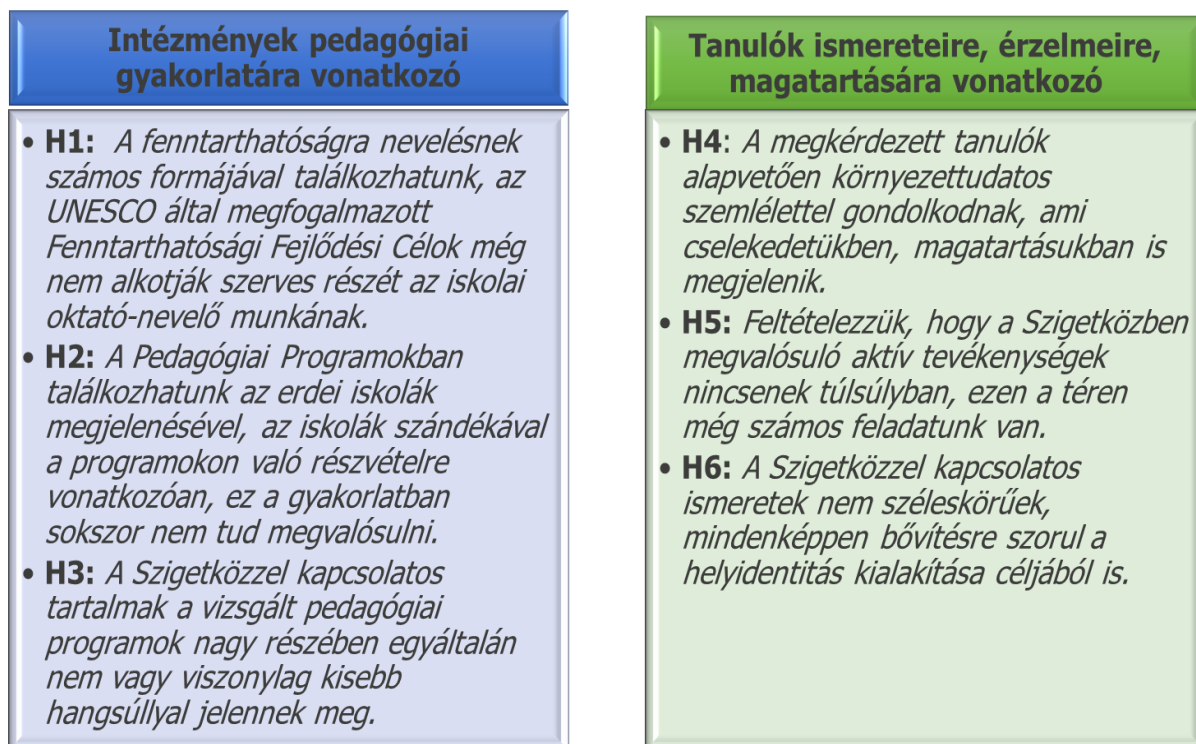 Intézmények pedagógiai
gyakorlatára vonatkozó
• H1: A fenntarthatóságra nevelésnek
számos formájával találkozhatunk, az
UNESCO által megfogalmazott
Fenntarthatósági Fejlődési Célok még
nem alkotják szerves részét az iskolai
oktató-nevelő munkának.
• H2: A Pedagógiai Programokban
találkozhatunk az erdei iskolák
megjelenésével, az iskolák szándékával
a programokon való részvételre
vonatkozóan, ez a gyakorlatban
sokszor nem tud megvalósulni.
• H3: A Szigetközzel kapcsolatos
tartalmak a vizsgált pedagógiai
programok nagy részében egyáltalán
nem vagy viszonylag kisebb
hangsúllyal jelennek meg.
Tanulók ismereteire, érzelmeire,
magatartására vonatkozó
• H4: A megkérdezett tanulók
alapvetően környezettudatos
szemlélettel gondolkodnak, ami
cselekedetükben, magatartásukban is
megjelenik.
• H5: Feltételezzük, hogy a Szigetközben
megvalósuló aktív tevékenységek
nincsenek túlsúlyban, ezen a téren
még számos feladatunk van.
• H6: A Szigetközzel kapcsolatos
ismeretek nem széleskörűek,
mindenképpen bővítésre szorul a
helyidentitás kialakítása céljából is.